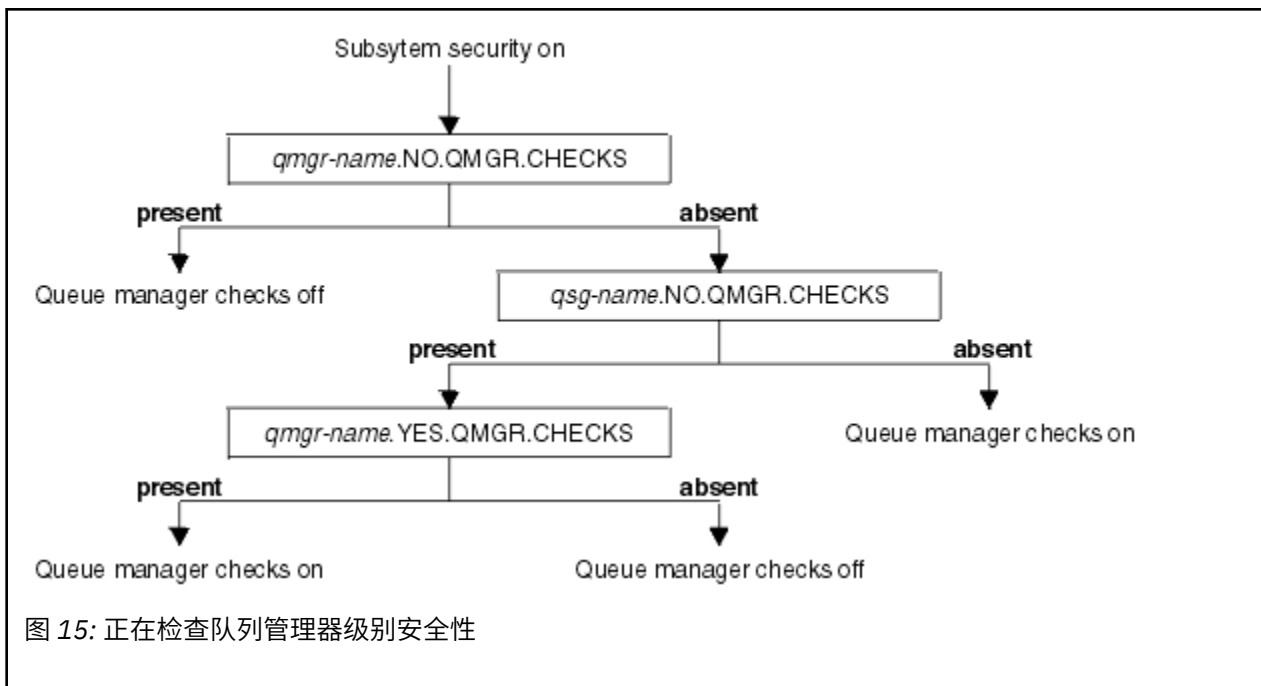 Subsytem security on
qmgr-name.NO.QMGR.CHECKS
present
absent
Queue manager checks off
qsg-name.NO.QMGR.CHECKS
present
absent
qmgr-name.YES.QMGR.CHECKS
Queue manager checks on
present
absent
Queue manager checks on
Queue manager checks off
图 15: 正在检查队列管理器级别安全性